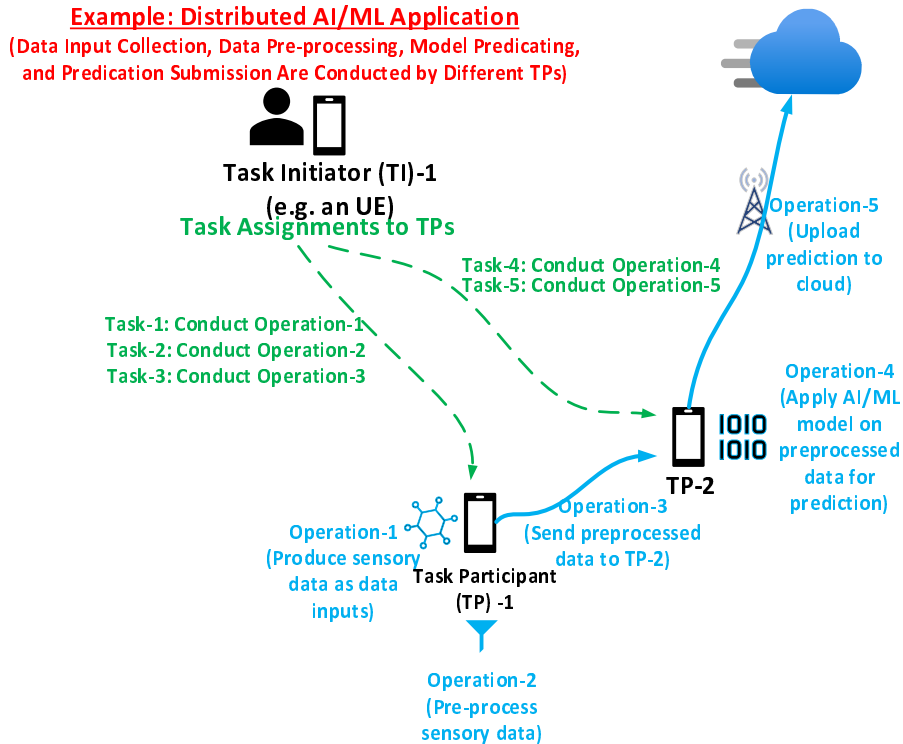 Example: Distributed AI/ML Application
(Data Input Collection, Data Pre-processing, Model Predicating,
and Predication Submission Are Conducted by Different TPs)
Task Initiator (TI)-1
(e.g. an UE)
Task Assignments to TPs
Task-4: Conduct Operation-4
Task-5: Conduct Operation-5
Task-1: Conduct Operation-1
Task-2: Conduct Operation-2
Task-3: Conduct Operation-3
Operation-5
(Upload
prediction to
cloud)
Operation-4
(Apply AI/ML
model on
preprocessed
data for
prediction)
1010
1010
TP-2
Operation-3
(Send preprocessed
data to TP-2)
Operation-1
(Produce sensory
data as data
inputs)
Task Participant
(TP) -1
Operation-2
(Pre-process
sensory data)